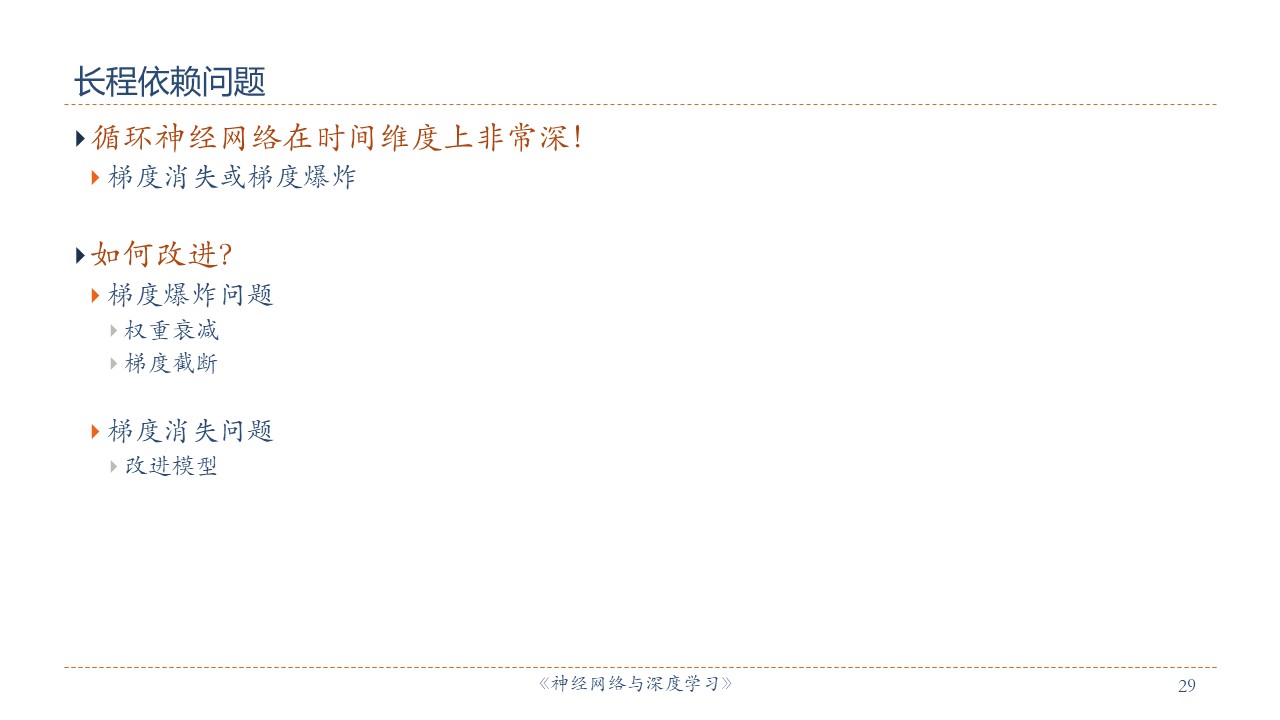 长程依赖问题
循环神经网络在时间维度上非常深!
梯度消失或梯度爆炸
如何改进?
梯度爆炸问题
权重衰减
梯度截断
梯度消失问题
改进模型
《神经网络与深度学习》
29